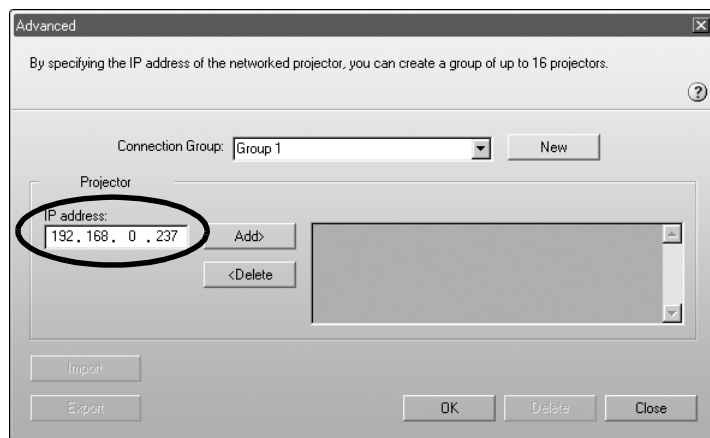 Advanced
By specifying the IP address of the networked projector, you can create a group of up to 16 projectors.
Connection Group: Group 1 New
Projector
IP address:
192 . 168 . 0 . 237 Add>
<Delete
Import
Export OK Delete Close